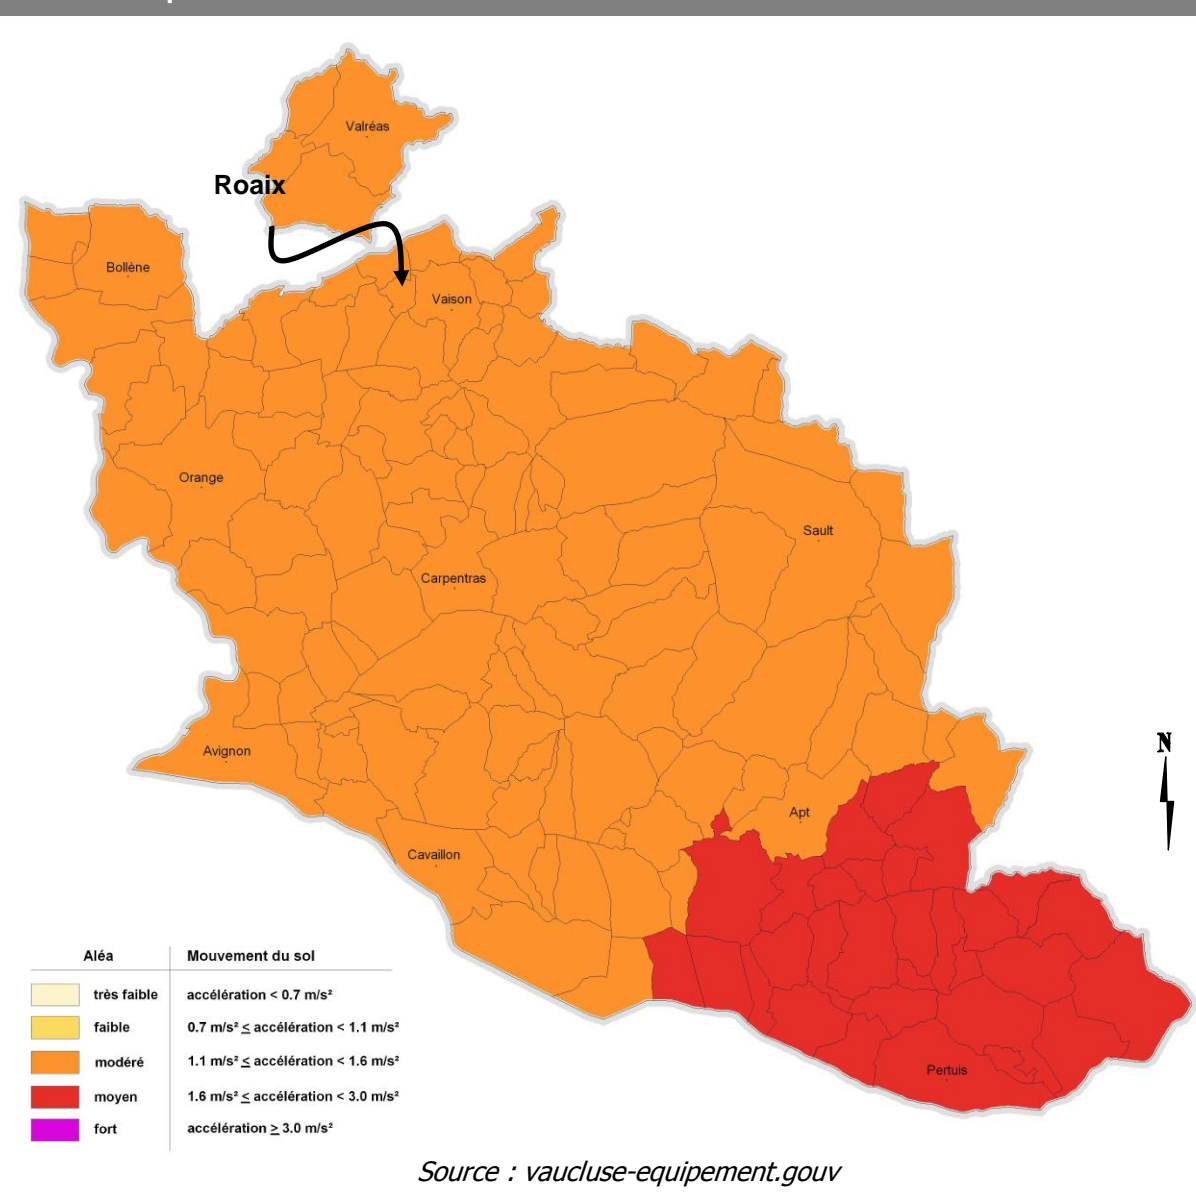 Valréas
Roaix
Bollène
Vaison
Orange
Sault
Carpentras
Avignon
N
Apt
Cavaillon
Pertuis
Aléa Mouvement du sol
très faible accélération < 0.7 m/s²
faible 0.7 m/s² ≤ accélération < 1.1 m/s²
modéré 1.1 m/s² ≤ accélération < 1.6 m/s²
moyen 1.6 m/s² ≤ accélération < 3.0 m/s²
fort accélération ≥ 3.0 m/s²
Source : vaucluse-equipement.gouv